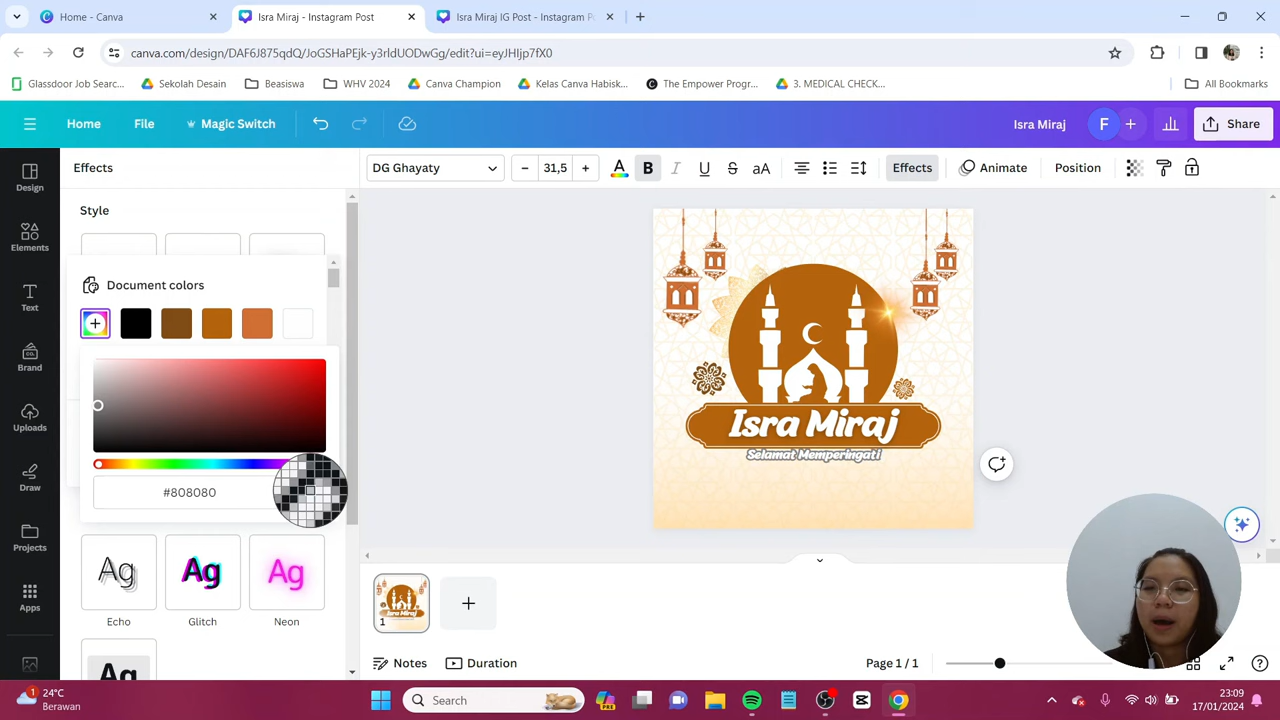 Home - Canva
Isra Miraj - Instagram Post
Isra Miraj IG Post - Instagram P
canva.com/design/DAF6J875qdQ/JoGSHaPEjk-y3rldUODwGg/edit?ui=eyJHIjp7fX0
Glassdoor Job Searc...
Sekolah Desain
Beasiswa
WHV 2024
Canva Champion
Kelas Canva Habisk...
The Empower Progr...
3. MEDICAL CHECK...
All Bookmarks
Home
File
Magic Switch
Isra Miraj
F
Share
Design
Elements
Text
Brand
Uploads
Draw
Projects
Apps
Effects
DG Ghayaty
31,5
A
B
I
U
S
aA
Effects
Animate
Position
Style
Document colors
#808080
Ag
Ag
Ag
Echo
Glitch
Neon
Ag
Isra Miraj
Selamat Memperingati
1
Notes
Duration
Page 1 / 1
24°C
Berawan
Search
PRE
23:09
17/01/2024